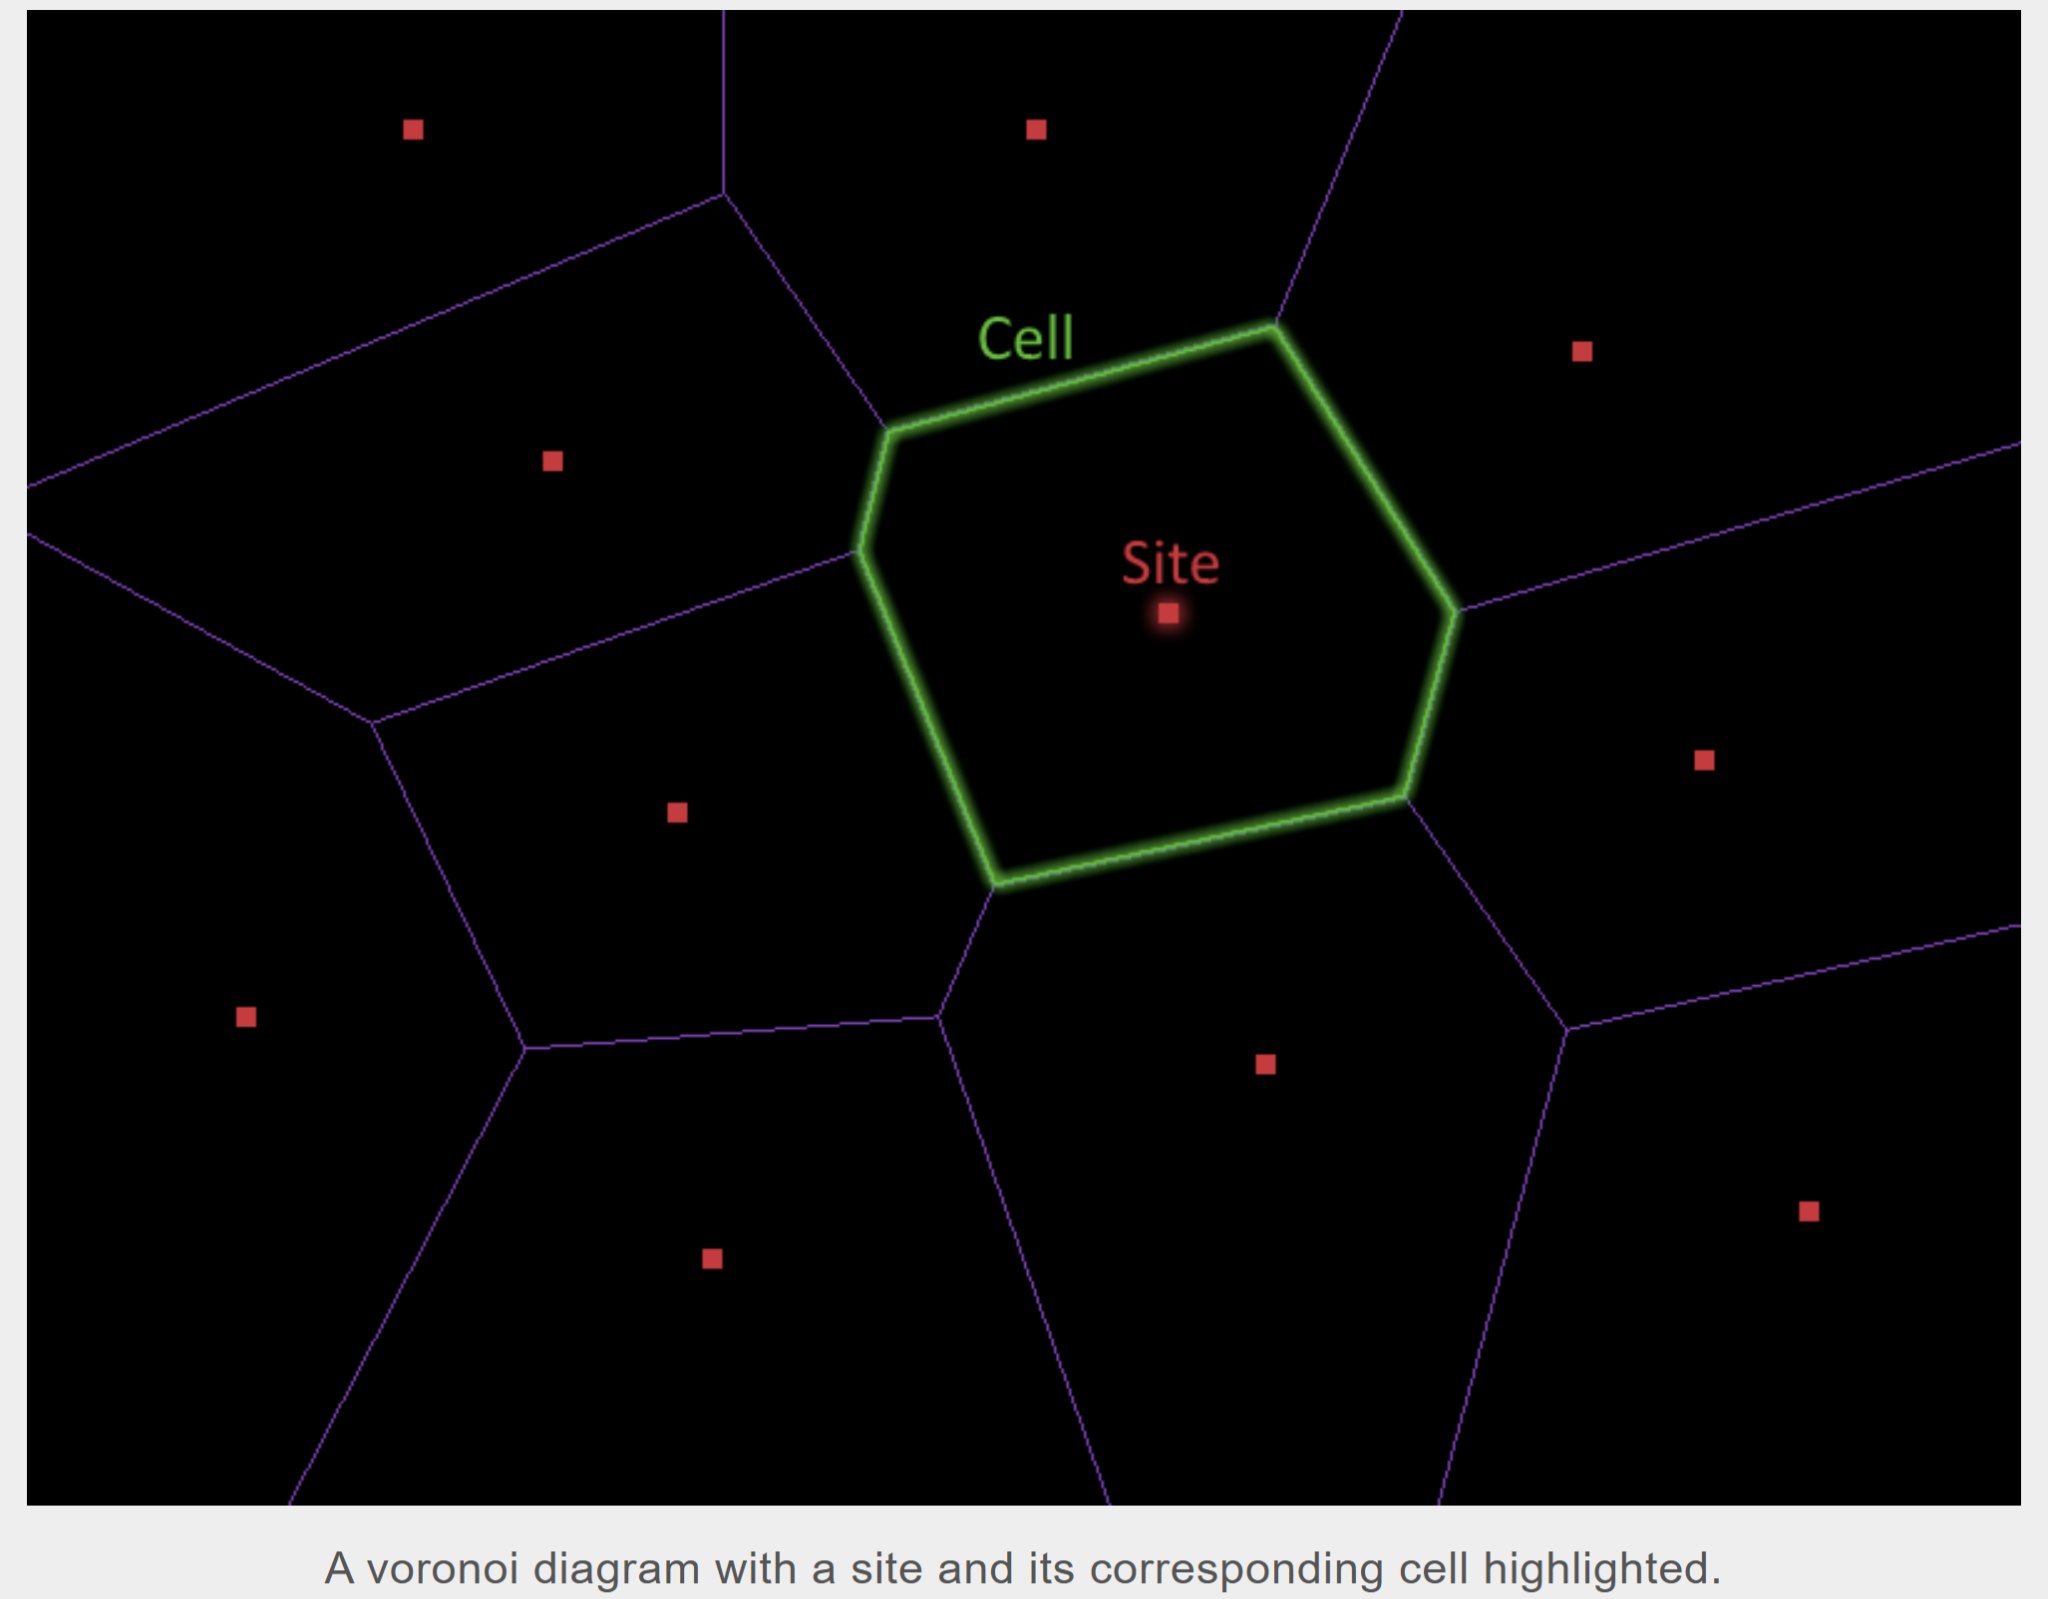 Cell
Site
A voronoi diagram with a site and its corresponding cell highlighted.